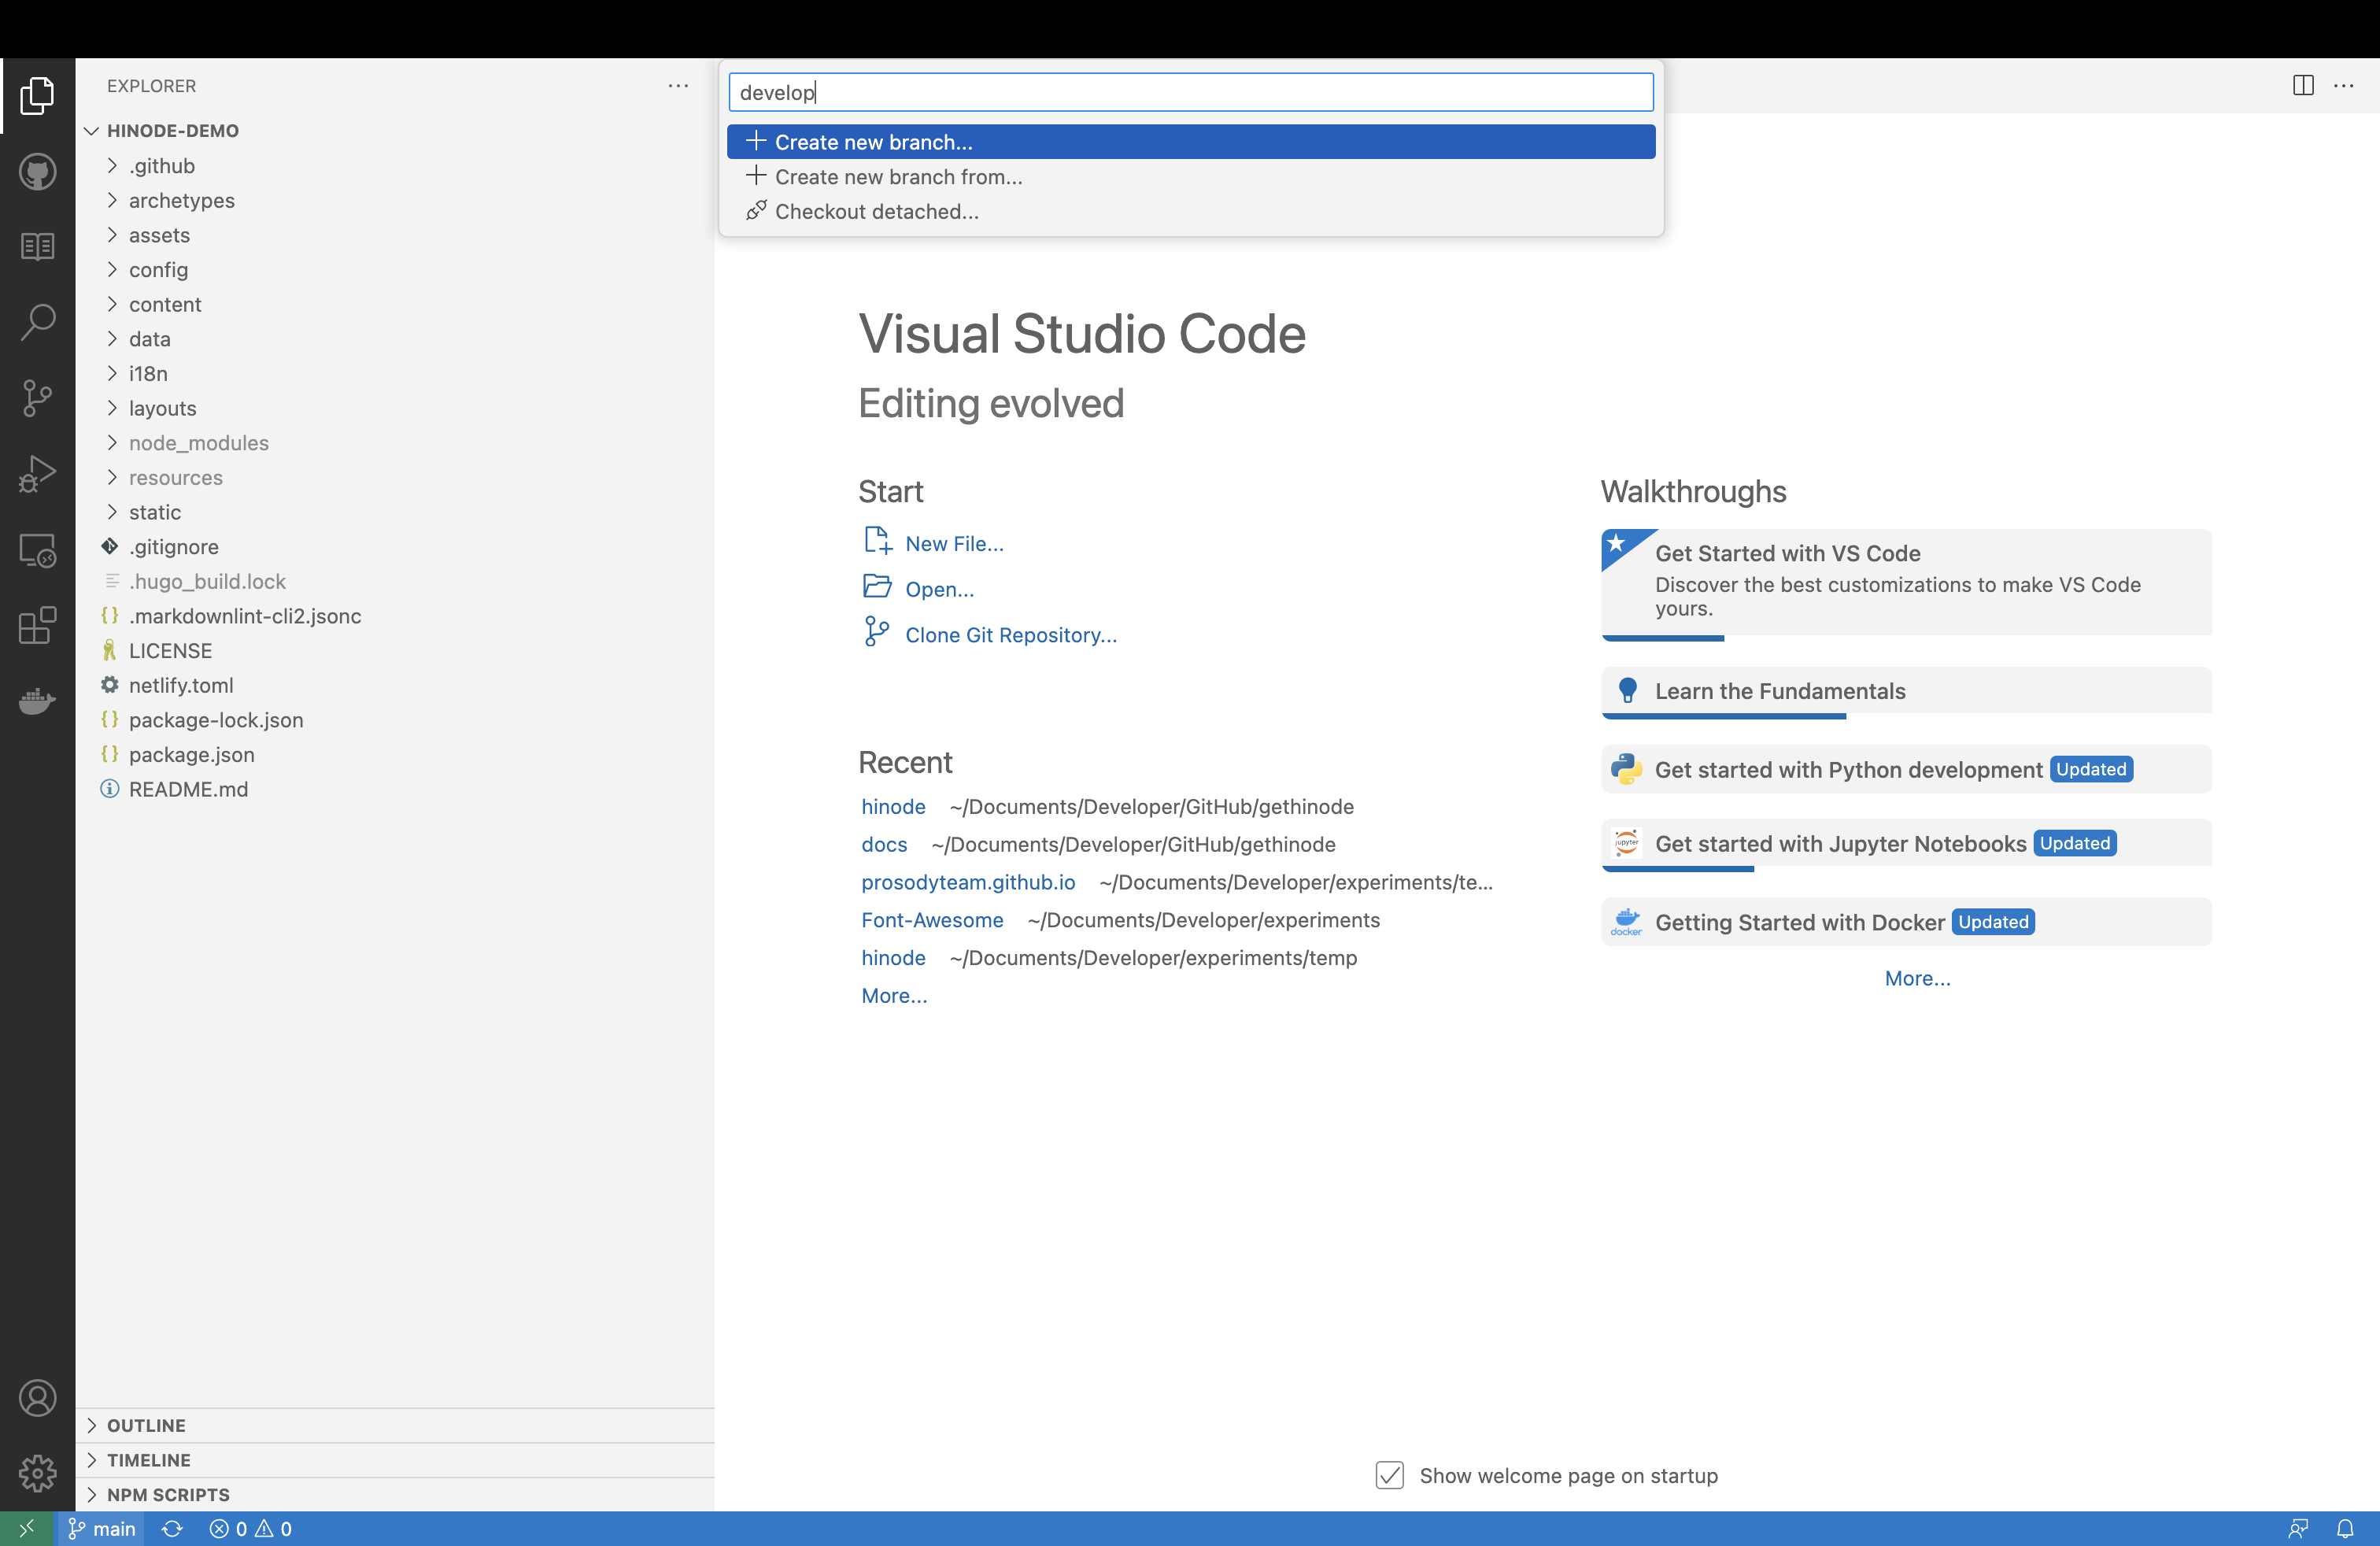 EXPLORER
HINODE-DEMO
.github
archetypes
assets
config
content
data
i18n
layouts
node_modules
resources
static
.gitignore
.hugo_build.lock
.markdownlint-cli2.jsonc
LICENSE
netlify.toml
package-lock.json
package.json
README.md
OUTLINE
TIMELINE
NPM SCRIPTS
develop
Create new branch...
Create new branch from...
Checkout detached...
Visual Studio Code
Editing evolved
Start
New File...
Open...
Clone Git Repository...
Recent
hinode ~/Documents/Developer/GitHub/gethinode
docs ~/Documents/Developer/GitHub/gethinode
prosodyteam.github.io ~/Documents/Developer/experiments/te...
Font-Awesome ~/Documents/Developer/experiments
hinode ~/Documents/Developer/experiments/temp
More...
Walkthroughs
Get Started with VS Code
Discover the best customizations to make VS Code
yours.
Learn the Fundamentals
Get started with Python development Updated
jupyter
Get started with Jupyter Notebooks Updated
docker
Getting Started with Docker Updated
More...
Show welcome page on startup
main 0 0